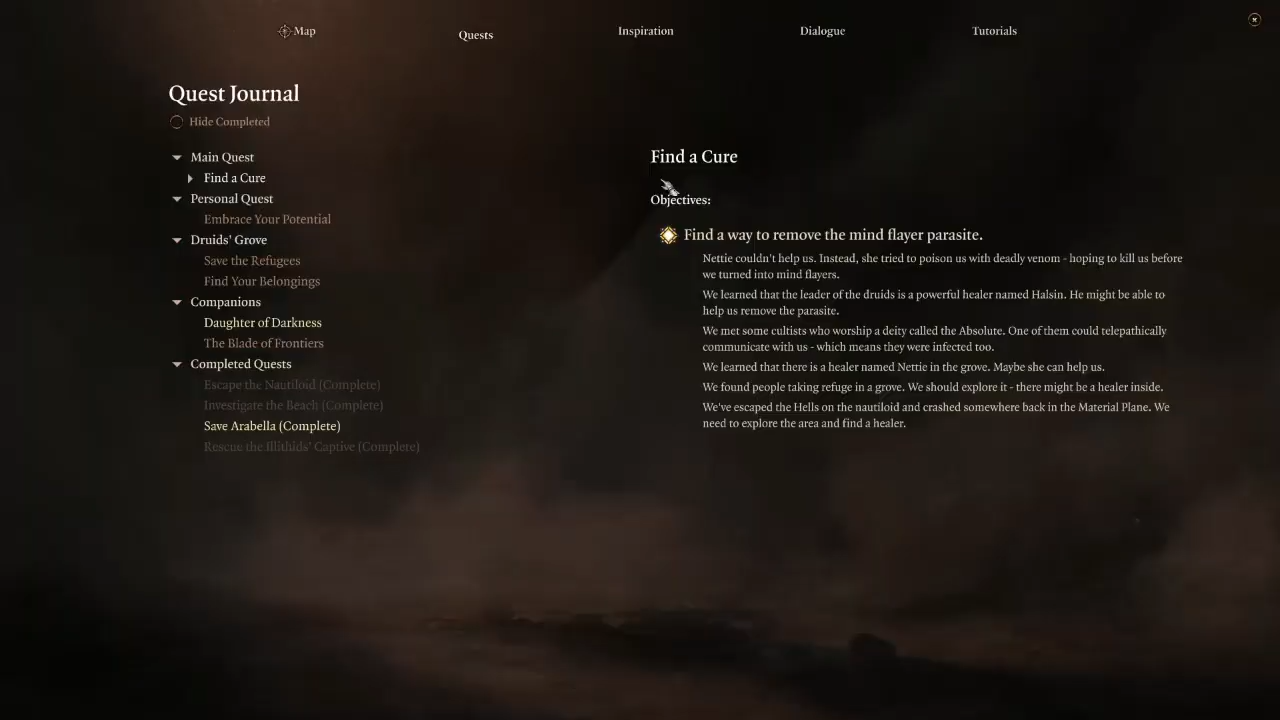 Map
Quests
Inspiration
Dialogue
Tutorials
Quest Journal
Hide Completed
Main Quest
Find a Cure
Personal Quest
Embrace Your Potential
Druids' Grove
Save the Refugees
Find Your Belongings
Companions
Daughter of Darkness
The Blade of Frontiers
Completed Quests
Escape the Nautiloid (Complete)
Investigate the Beach (Complete)
Save Arabella (Complete)
Rescue the Illithids' Captive (Complete)
Find a Cure
Objectives:
Find a way to remove the mind flayer parasite.
Nettie couldn't help us. Instead, she tried to poison us with deadly venom - hoping to kill us before
we turned into mind flayers.
We learned that the leader of the druids is a powerful healer named Halsin. He might be able to
help us remove the parasite.
We met some cultists who worship a deity called the Absolute. One of them could telepathically
communicate with us - which means they were infected too.
We learned that there is a healer named Nettie in the grove. Maybe she can help us.
We found people taking refuge in a grove. We should explore it - there might be a healer inside.
We've escaped the Hells on the nautiloid and crashed somewhere back in the Material Plane. We
need to explore the area and find a healer.